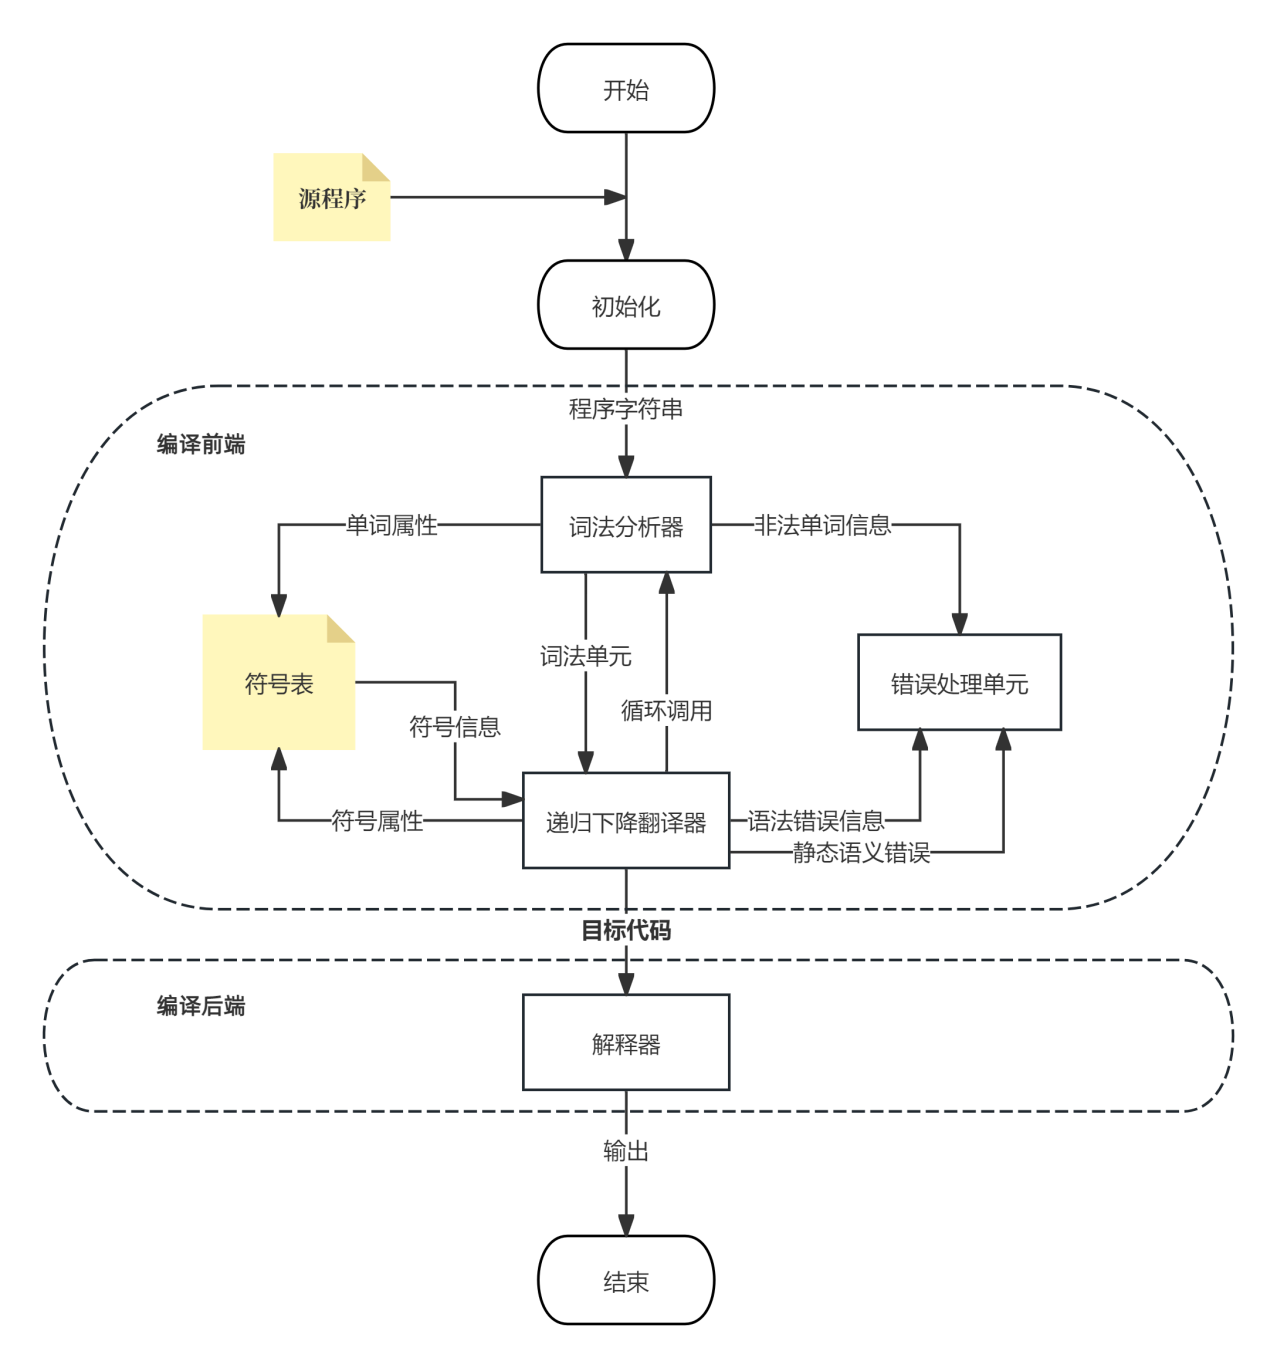 开始
源程序
初始化
程序字符串
编译前端
单词属性
词法分析器
非法单词信息
词法单元
符号表
错误处理单元
循环调用
符号信息
符号属性
递归下降翻译器
语法错误信息
静态语义错误
目标代码
编译后端
解释器
输出
结束